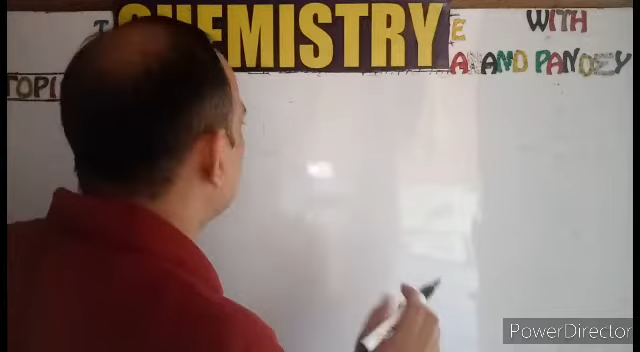 CHEMISTRY
WITH
ANAND PANDEY
TOPI
PowerDirector